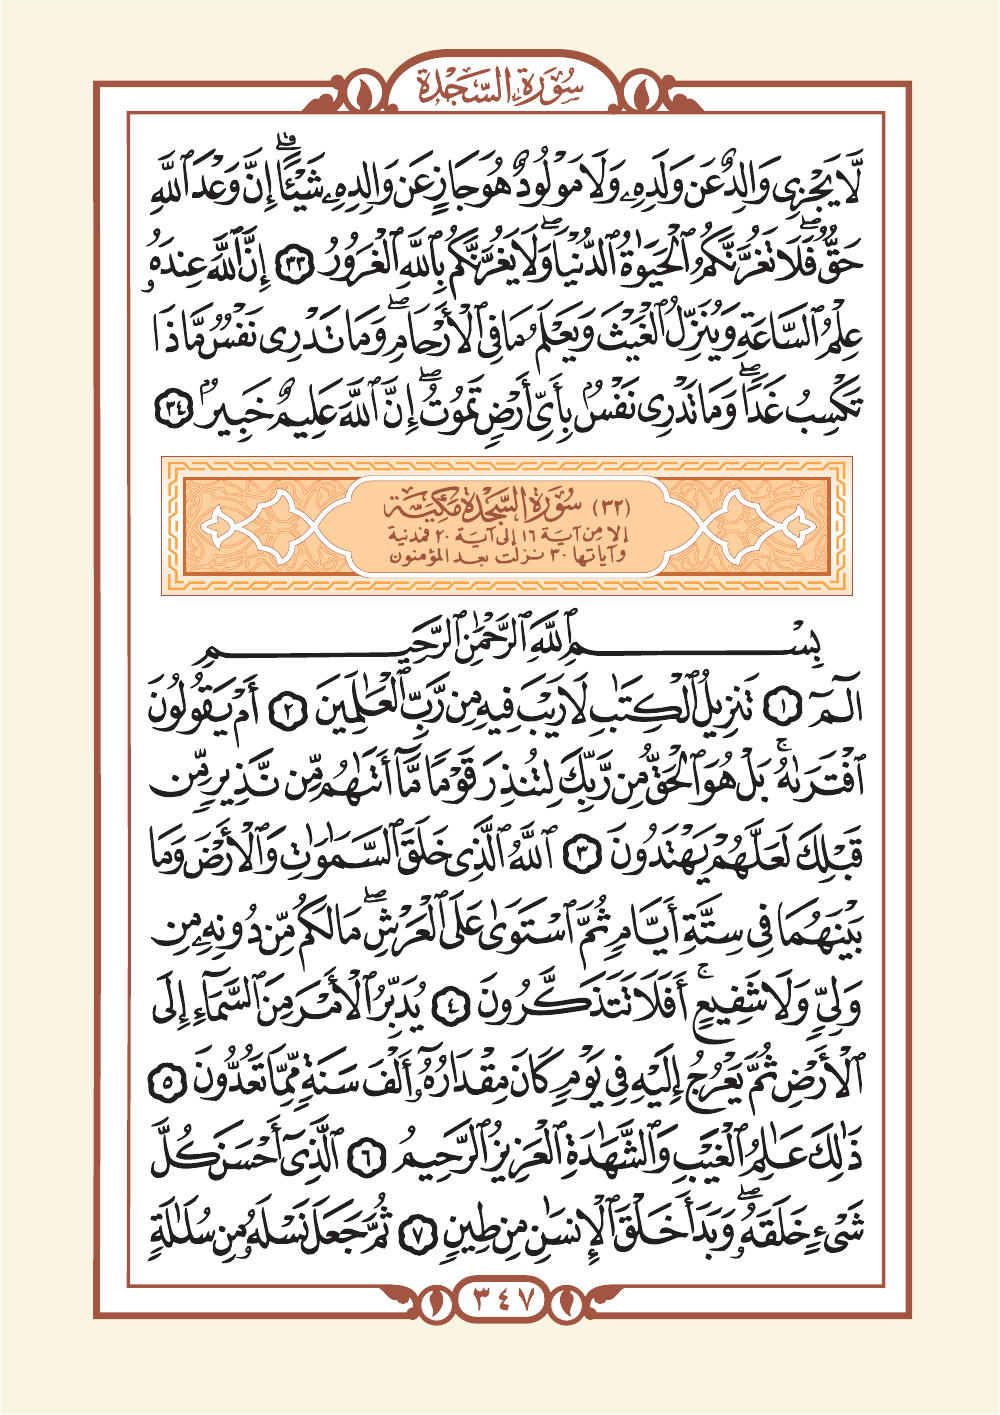 سُورَةُ السَّجْدَةِ
لَّا يَجْزِى وَالِدٌ عَن وَلَدِهِۦ وَلَا مَوْلُودٌ هُوَ جَازٍ عَن وَالِدِهِۦ شَيْـًٔا ۗ إِنَّ وَعْدَ ٱللَّهِ
حَقٌّ ۖ فَلَا تَغُرَّنَّكُمُ ٱلْحَيَوٰةُ ٱلدُّنْيَا ۖ وَلَا يَغُرَّنَّكُم بِٱللَّهِ ٱلْغَرُورُ ٣٣ إِنَّ ٱللَّهَ عِندَهُۥ
عِلْمُ ٱلسَّاعَةِ وَيُنَزِّلُ ٱلْغَيْثَ وَيَعْلَمُ مَا فِى ٱلْأَرْحَامِ ۖ وَمَا تَدْرِى نَفْسٌ مَّاذَا
تَكْسِبُ غَدًا ۖ وَمَا تَدْرِى نَفْسٌۢ بِأَىِّ أَرْضٍ تَمُوتُ ۖ إِنَّ ٱللَّهَ عَلِيمٌ خَبِيرٌۢ ٣٤
(٣٢) سُورَةُ السَّجْدَةِ مَكِّيَّة
إلا من آية ١٦ إلى آية ٢٠ فمدنية
وآياتها ٣٠ نزلت بعد المؤمنون
بِسْمِ ٱللَّهِ ٱلرَّحْمَٰنِ ٱلرَّحِيمِ
الٓمٓ ١ تَنزِيلُ ٱلْكِتَٰبِ لَا رَيْبَ فِيهِ مِن رَّبِّ ٱلْعَٰلَمِينَ ٢ أَمْ يَقُولُونَ
ٱفْتَرَىٰهُ ۚ بَلْ هُوَ ٱلْحَقُّ مِن رَّبِّكَ لِتُنذِرَ قَوْمًا مَّآ أَتَىٰهُم مِّن نَّذِيرٍ مِّن
قَبْلِكَ لَعَلَّهُمْ يَهْتَدُونَ ٣ ٱللَّهُ ٱلَّذِى خَلَقَ ٱلسَّمَٰوَٰتِ وَٱلْأَرْضَ وَمَا
بَيْنَهُمَا فِى سِتَّةِ أَيَّامٍ ثُمَّ ٱسْتَوَىٰ عَلَى ٱلْعَرْشِ ۖ مَا لَكُم مِّن دُونِهِۦ مِن
وَلِىٍّ وَلَا شَفِيعٍ ۚ أَفَلَا تَتَذَكَّرُونَ ٤ يُدَبِّرُ ٱلْأَمْرَ مِنَ ٱلسَّمَآءِ إِلَى
ٱلْأَرْضِ ثُمَّ يَعْرُجُ إِلَيْهِ فِى يَوْمٍ كَانَ مِقْدَارُهُۥٓ أَلْفَ سَنَةٍ مِّمَّا تَعُدُّونَ ٥
ذَٰلِكَ عَٰلِمُ ٱلْغَيْبِ وَٱلشَّهَٰدَةِ ٱلْعَزِيزُ ٱلرَّحِيمُ ٦ ٱلَّذِىٓ أَحْسَنَ كُلَّ
شَىْءٍ خَلَقَهُۥ ۖ وَبَدَأَ خَلْقَ ٱلْإِنسَٰنِ مِن طِينٍ ٧ ثُمَّ جَعَلَ نَسْلَهُۥ مِن سُلَٰلَةٍ
٣٤٧